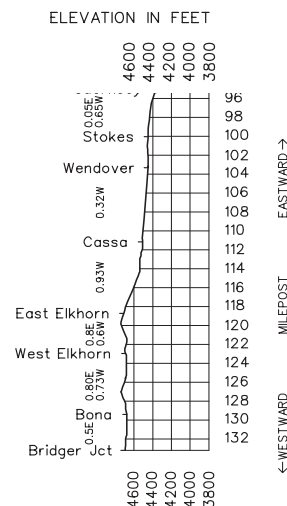 ELEVATION IN FEET
4600 4400 4200 4000 3800
96
0.05E
0.65W
98
Stokes 100
102
Wendover 104
106
0.32W
108
110
Cassa 112
0.93W
114
116
118
East Elkhorn
120
0.8E
0.6W
122
West Elkhorn
124
126
0.80E
0.73W
128
Bona 130
0.5E
132
Bridger Jct
4600 4400 4200 4000 3800
←WESTWARD MILEPOST EASTWARD→